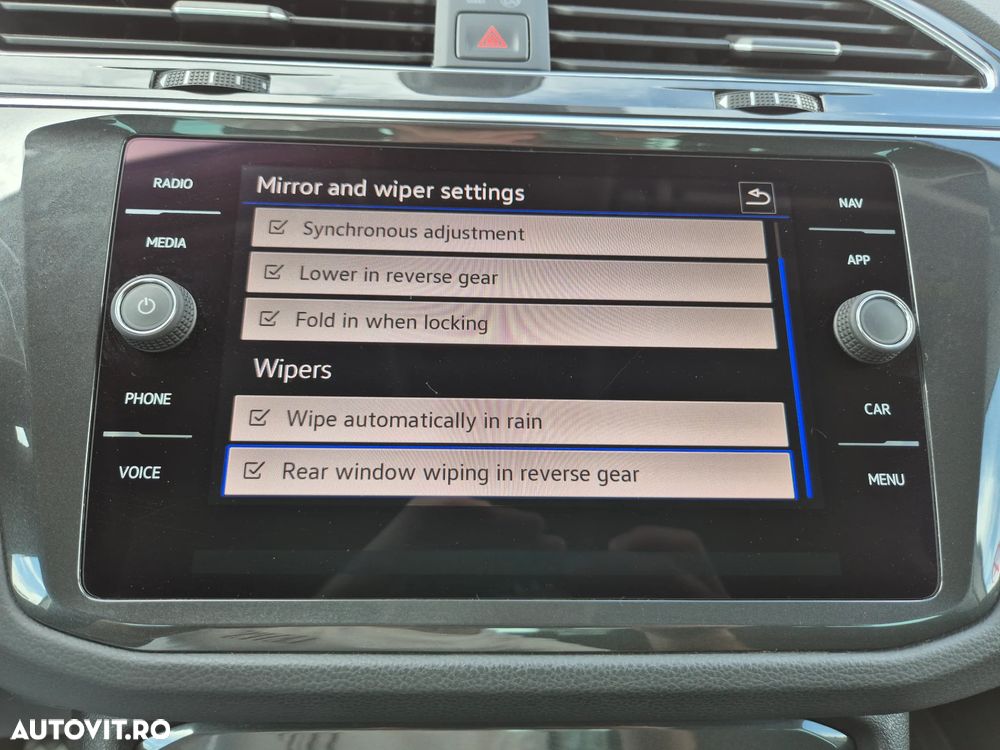 RADIO
MEDIA
PHONE
VOICE
Mirror and wiper settings
Synchronous adjustment
Lower in reverse gear
Fold in when locking
Wipers
Wipe automatically in rain
Rear window wiping in reverse gear
NAV
APP
CAR
MENU
AUTOVIT.RO